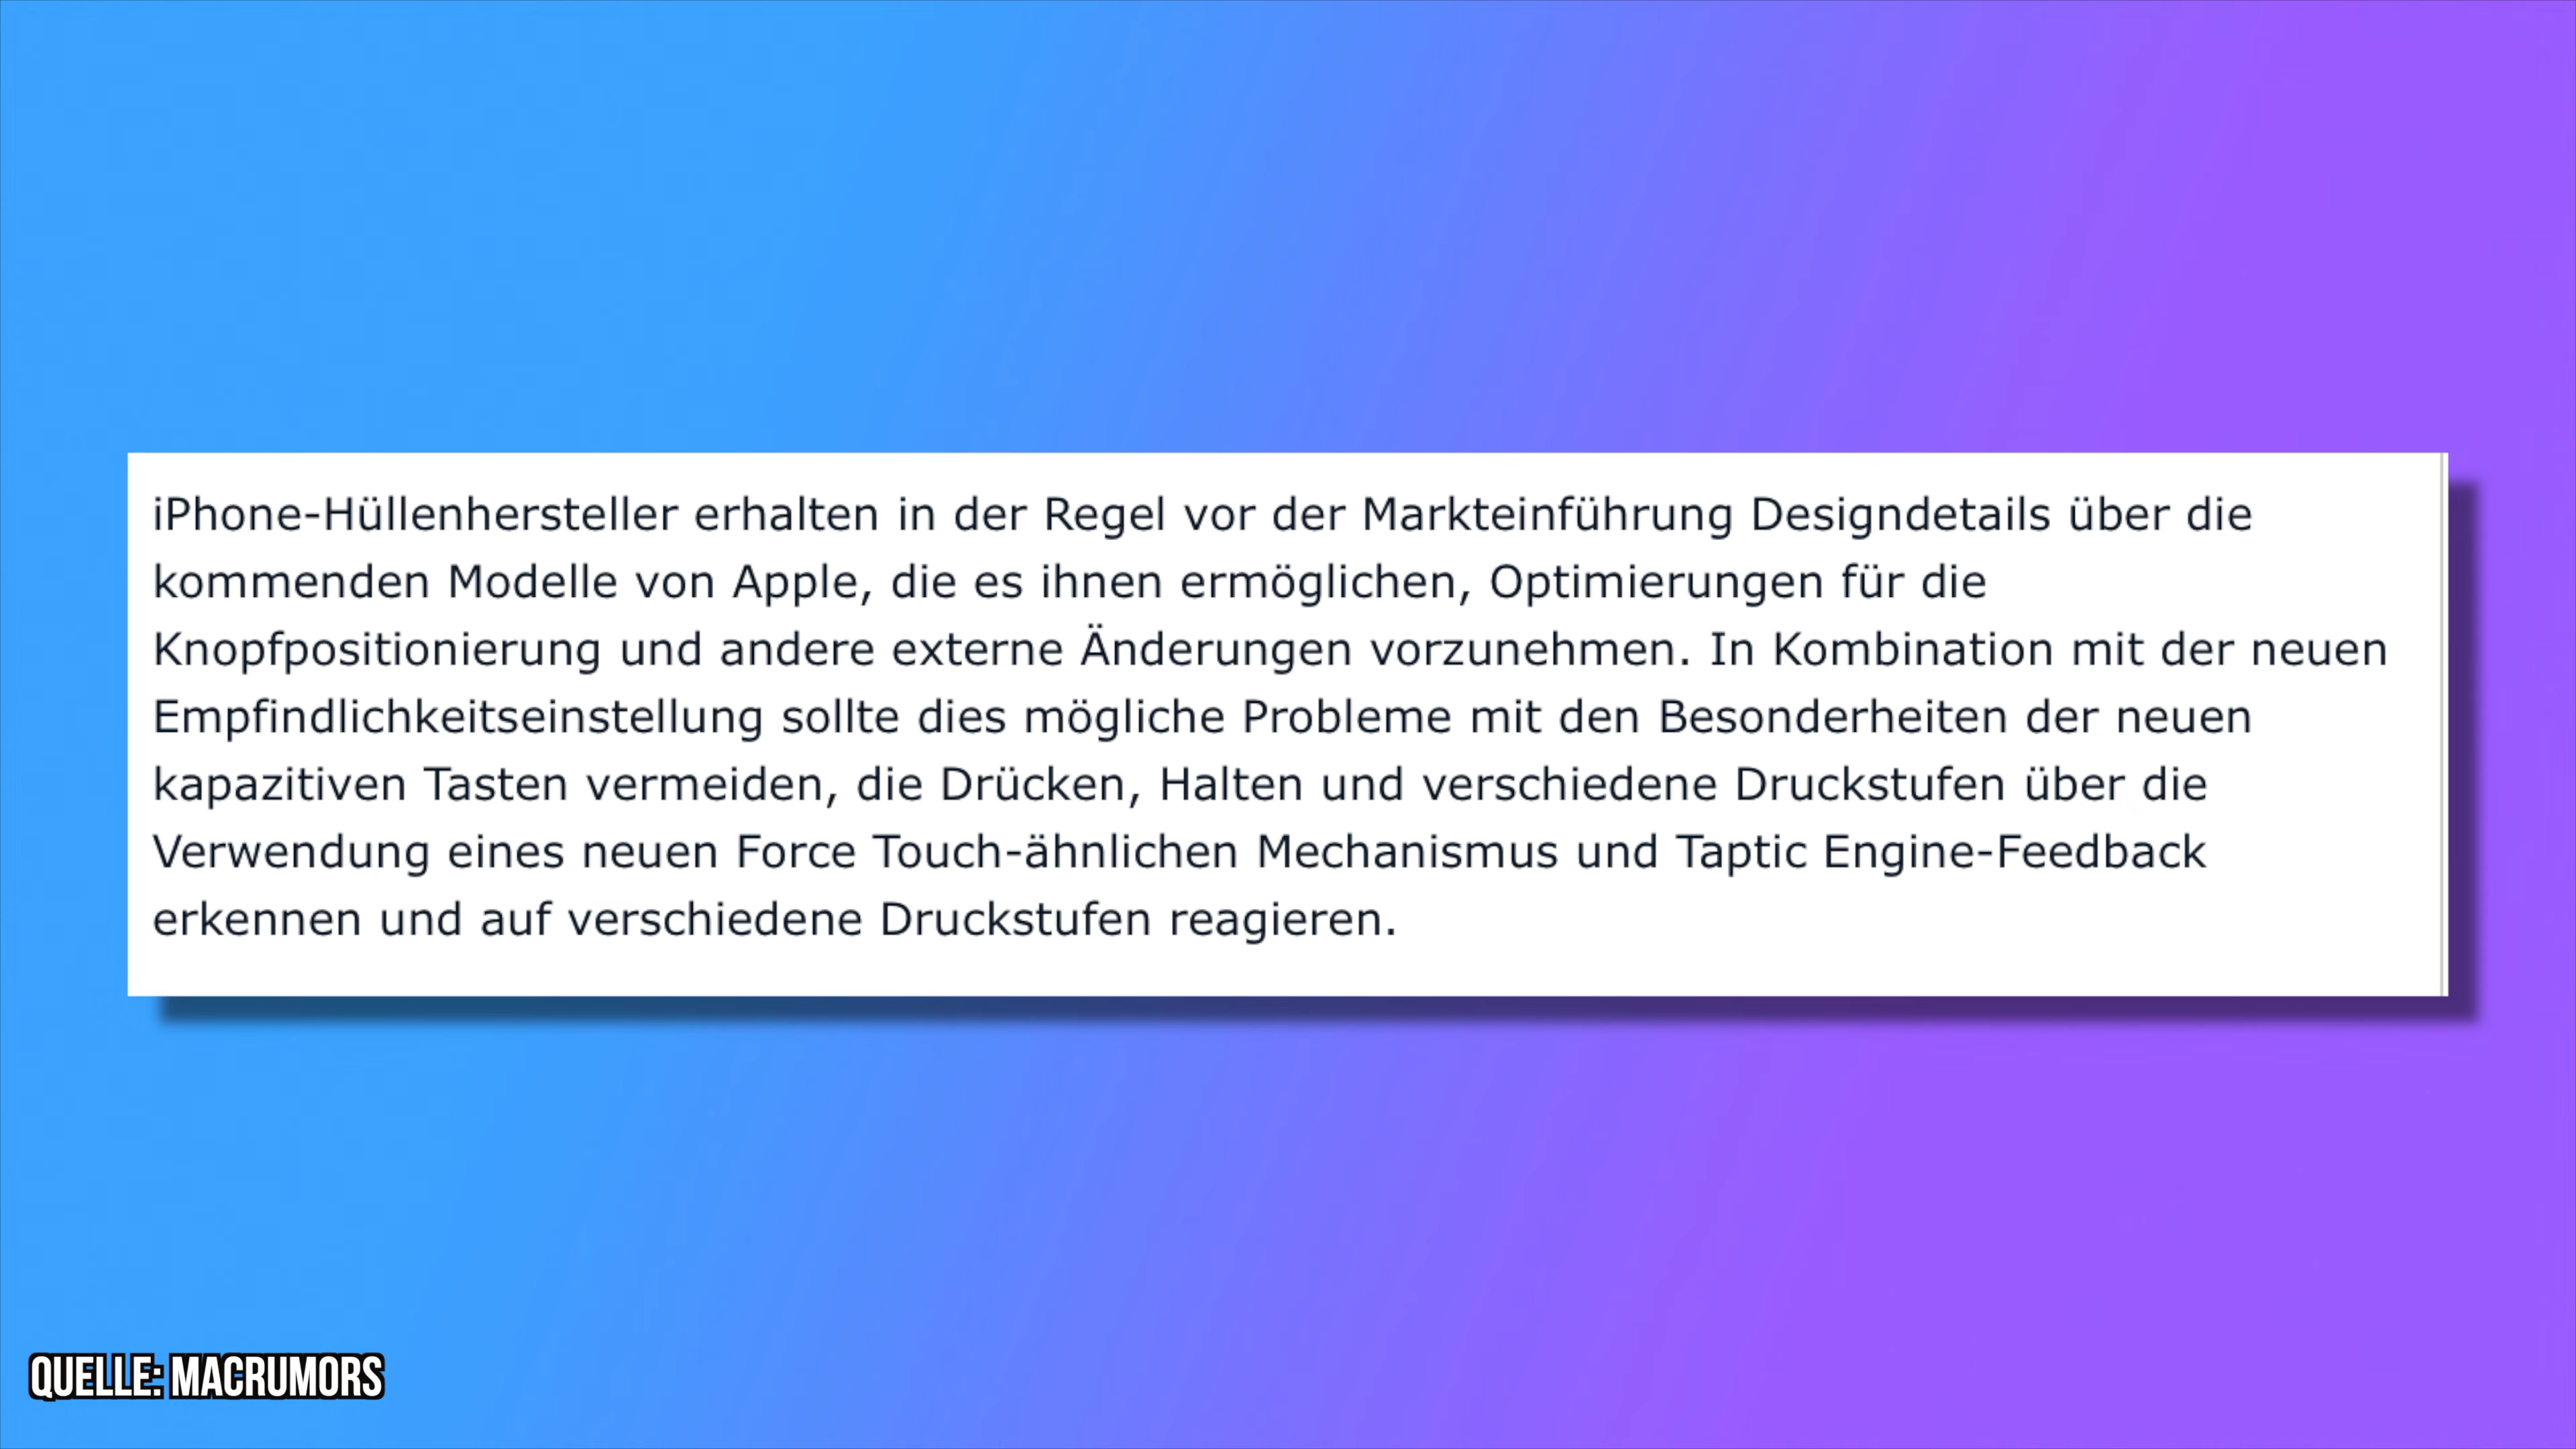 iPhone-Hüllenhersteller erhalten in der Regel vor der Markteinführung Designdetails über die
kommenden Modelle von Apple, die es ihnen ermöglichen, Optimierungen für die
Knopfpositionierung und andere externe Änderungen vorzunehmen. In Kombination mit der neuen
Empfindlichkeitseinstellung sollte dies mögliche Probleme mit den Besonderheiten der neuen
kapazitiven Tasten vermeiden, die Drücken, Halten und verschiedene Druckstufen über die
Verwendung eines neuen Force Touch-ähnlichen Mechanismus und Taptic Engine-Feedback
erkennen und auf verschiedene Druckstufen reagieren.
QUELLE: MACRUMORS